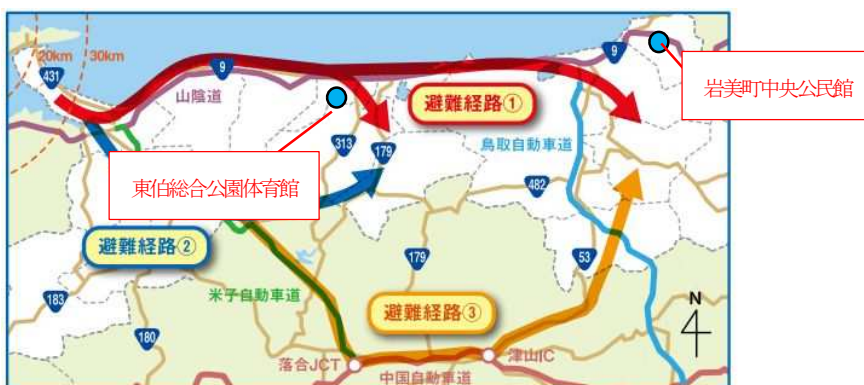 20km
30km
431
9
9
山陰道
避難経路①
岩美町中央公民館
鳥取自動車道
313
179
東伯総合公園体育館
482
避難経路②
179
53
183
米子自動車道
避難経路③
N
180
落合JCT
津山IC
中国自動車道